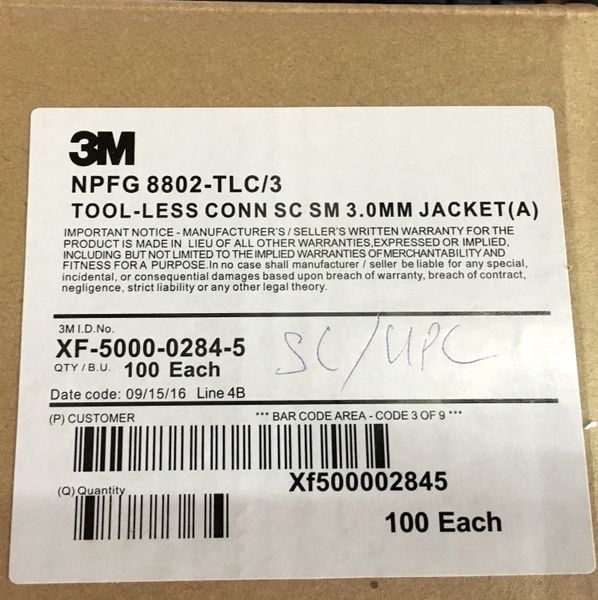 3M
NPFG 8802-TLC/3
TOOL-LESS CONN SC SM 3.0MM JACKET(A)
IMPORTANT NOTICE - MANUFACTURER'S / SELLER'S WRITTEN WARRANTY FOR THE
PRODUCT IS MADE IN LIEU OF ALL OTHER WARRANTIES,EXPRESSED OR IMPLIED,
INCLUDING BUT NOT LIMITED TO THE IMPLIED WARRANTIES OF MERCHANTABILITY AND
FITNESS FOR A PURPOSE.In no case shall manufacturer / seller be liable for any special,
incidental, or consequential damages based upon breach of warranty, breach of contract,
negligence, strict liability or any other legal theory.
3M I.D.No.
XF-5000-0284-5
SC/UPC
QTY / B.U. 100 Each
Date code: 09/15/16 Line 4B
(P) CUSTOMER
*** BAR CODE AREA - CODE 3 OF 9 ***
Xf500002845
(Q) Quantity
100 Each